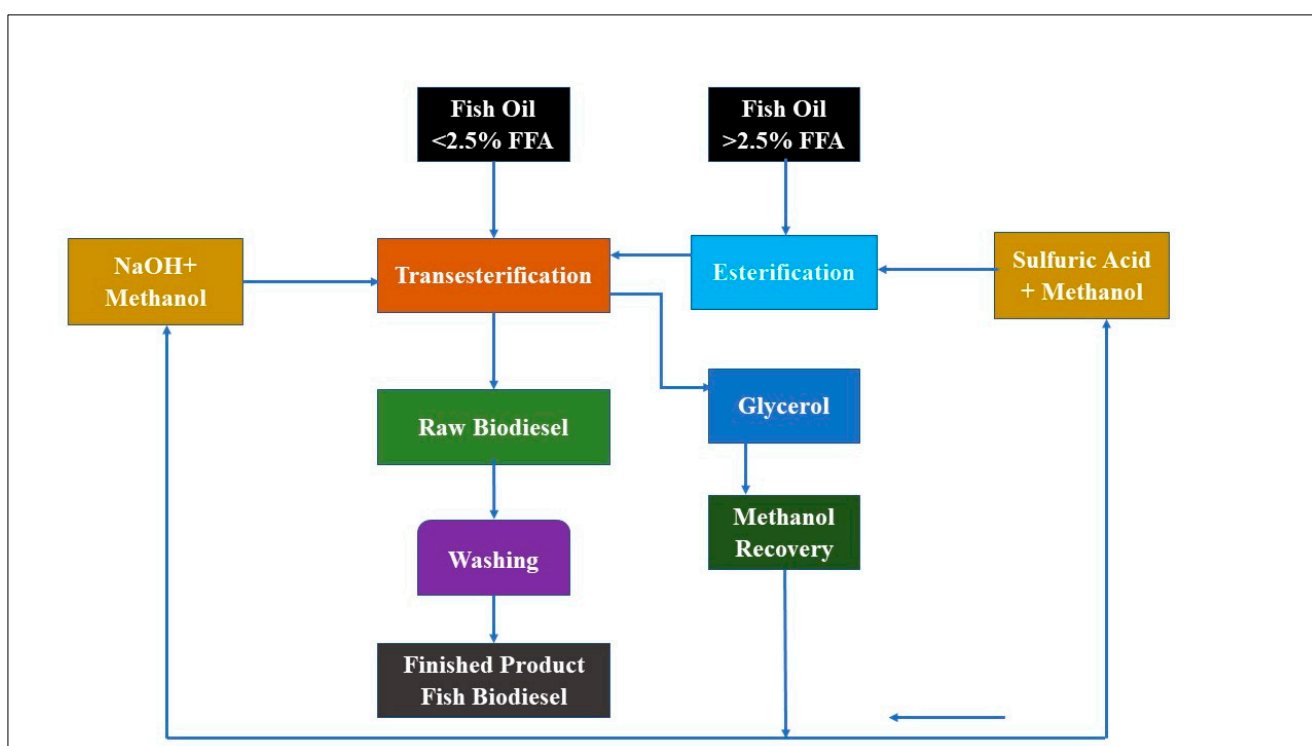 Fish Oil
<2.5% FFA
Fish Oil
>2.5% FFA
NaOH+
Methanol
Transesterification
Esterification
Sulfuric Acid
+ Methanol
Raw Biodiesel
Glycerol
Methanol
Recovery
Washing
Finished Product
Fish Biodiesel